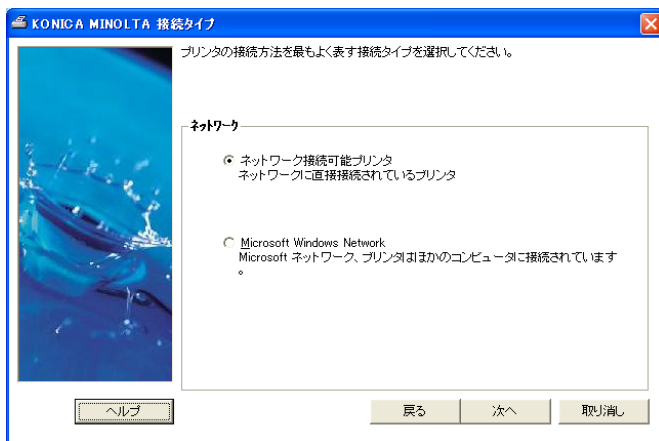 KONICA MINOLTA 接続タイプ
プリンタの接続方法を最もよく表す接続タイプを選択してください。
ネットワーク
ネットワーク接続可能プリンタ
ネットワークに直接接続されているプリンタ
Microsoft Windows Network
Microsoft ネットワーク、プリンタはほかのコンピュータに接続されています
。
ヘルプ
戻る
次へ
取り消し